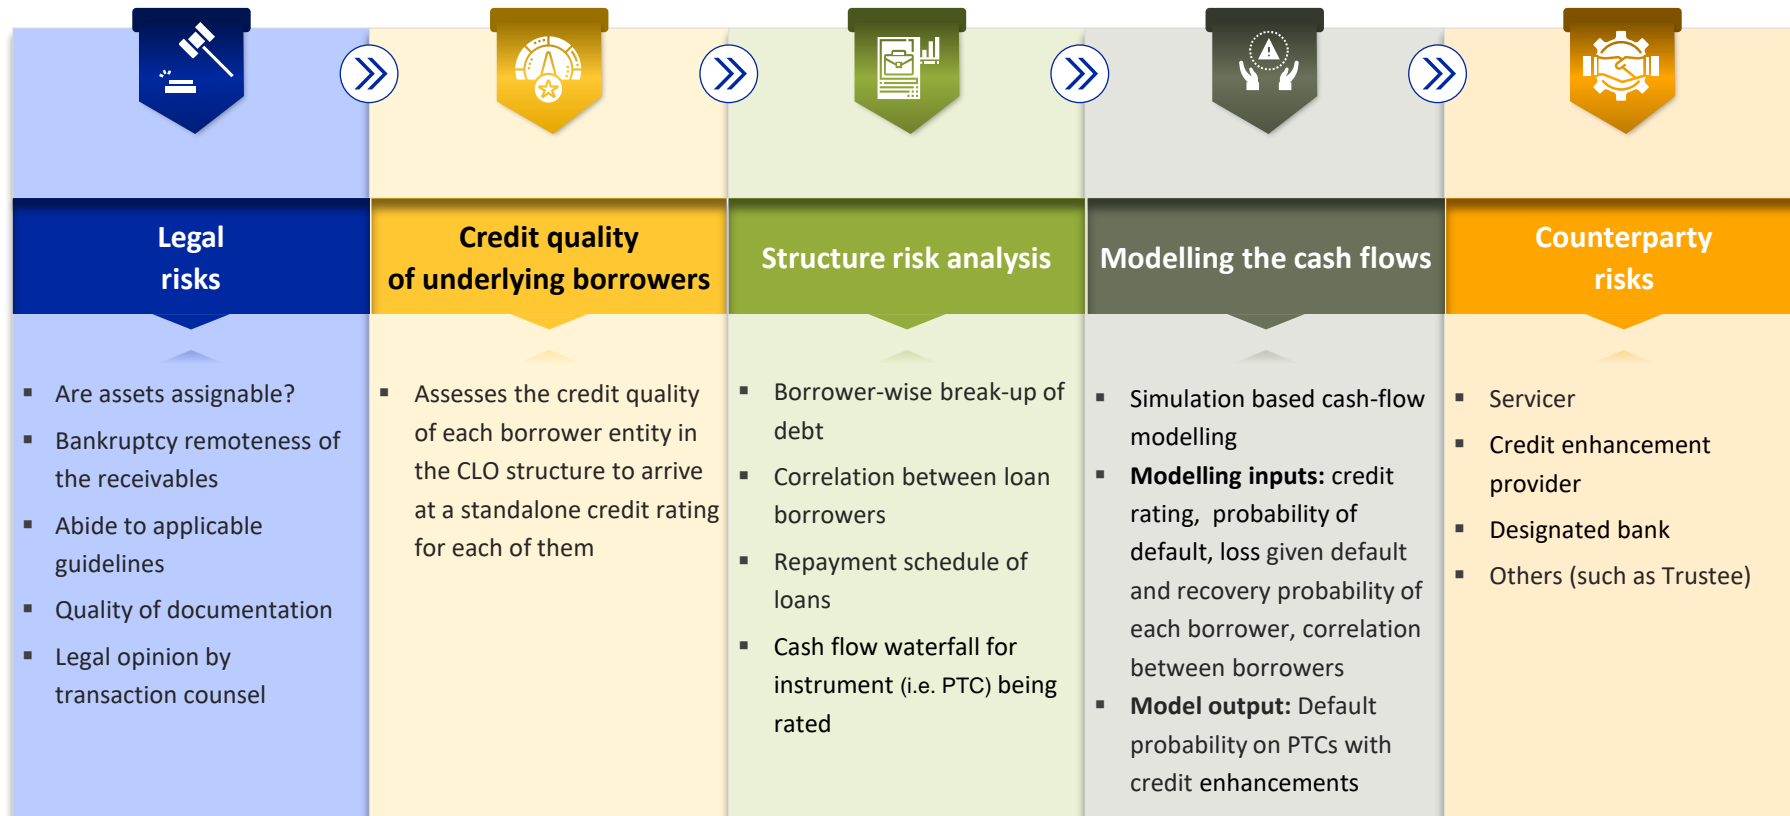 Legal
risks
Credit quality
of underlying borrowers
Structure risk analysis
Modelling the cash flows
Counterparty
risks
▪ Are assets assignable?
▪ Bankruptcy remoteness of
the receivables
▪ Abide to applicable
guidelines
▪ Quality of documentation
▪ Legal opinion by
transaction counsel
▪ Assesses the credit quality
of each borrower entity in
the CLO structure to arrive
at a standalone credit rating
for each of them
▪ Borrower-wise break-up of
debt
▪ Correlation between loan
borrowers
▪ Repayment schedule of
loans
▪ Cash flow waterfall for
instrument (i.e. PTC) being
rated
▪ Simulation based cash-flow
modelling
▪ Modelling inputs: credit
rating, probability of
default, loss given default
and recovery probability of
each borrower, correlation
between borrowers
▪ Model output: Default
probability on PTCs with
credit enhancements
▪ Servicer
▪ Credit enhancement
provider
▪ Designated bank
▪ Others (such as Trustee)